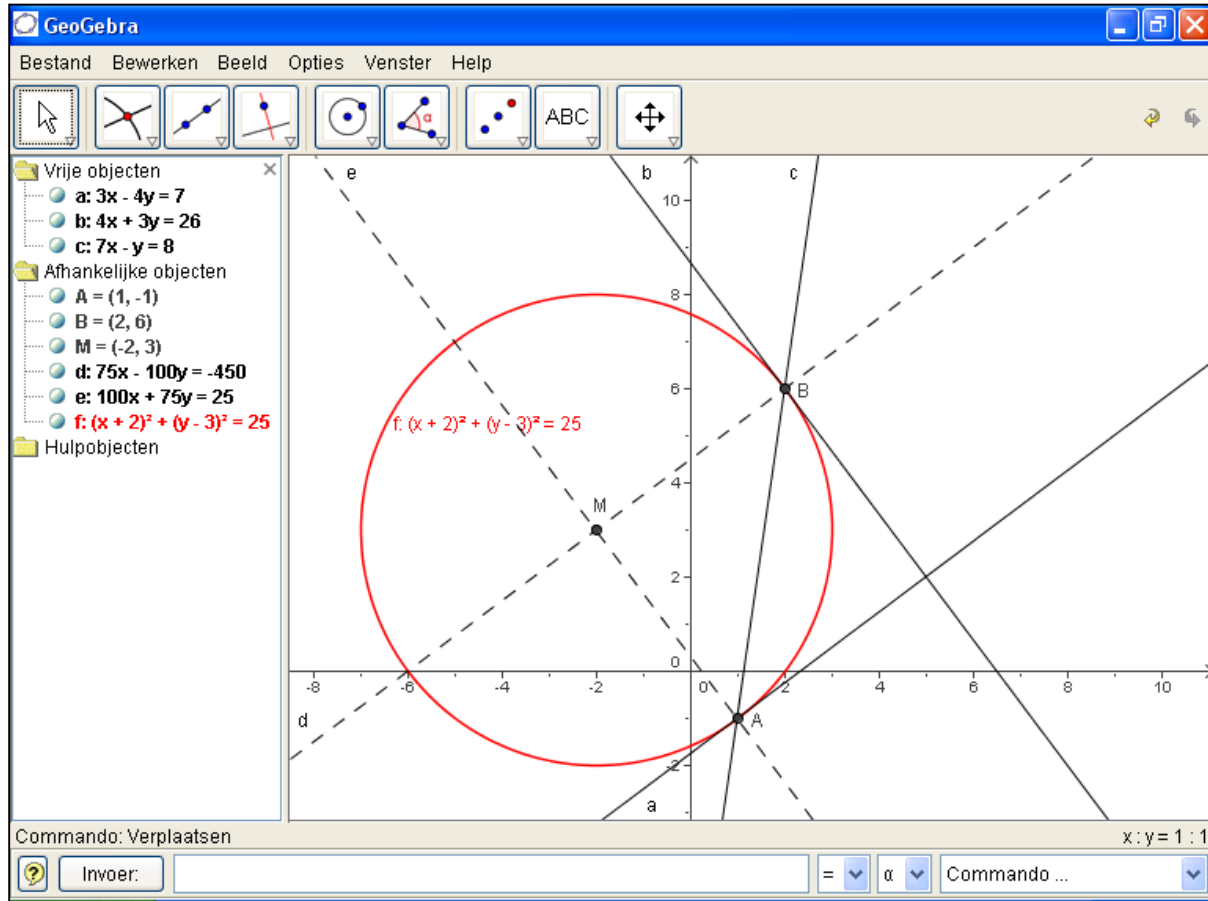 GeoGebra
Bestand Bewerken Beeld Opties Venster Help
ABC
α
Vrije objecten
a: 3x - 4y = 7
b: 4x + 3y = 26
c: 7x - y = 8
Afhankelijke objecten
A = (1, -1)
B = (2, 6)
M = (-2, 3)
d: 75x - 100y = -450
e: 100x + 75y = 25
f: (x + 2)² + (y - 3)² = 25
Hulpobjecten
e b c
10
8
6
B
f: (x + 2)² + (y - 3)² = 25
4
M
2
0
-8 -6 -4 -2 0 2 4 6 8 10
d
A
-2
a
Commando: Verplaatsen x : y = 1 : 1
Invoer: = α Commando ...